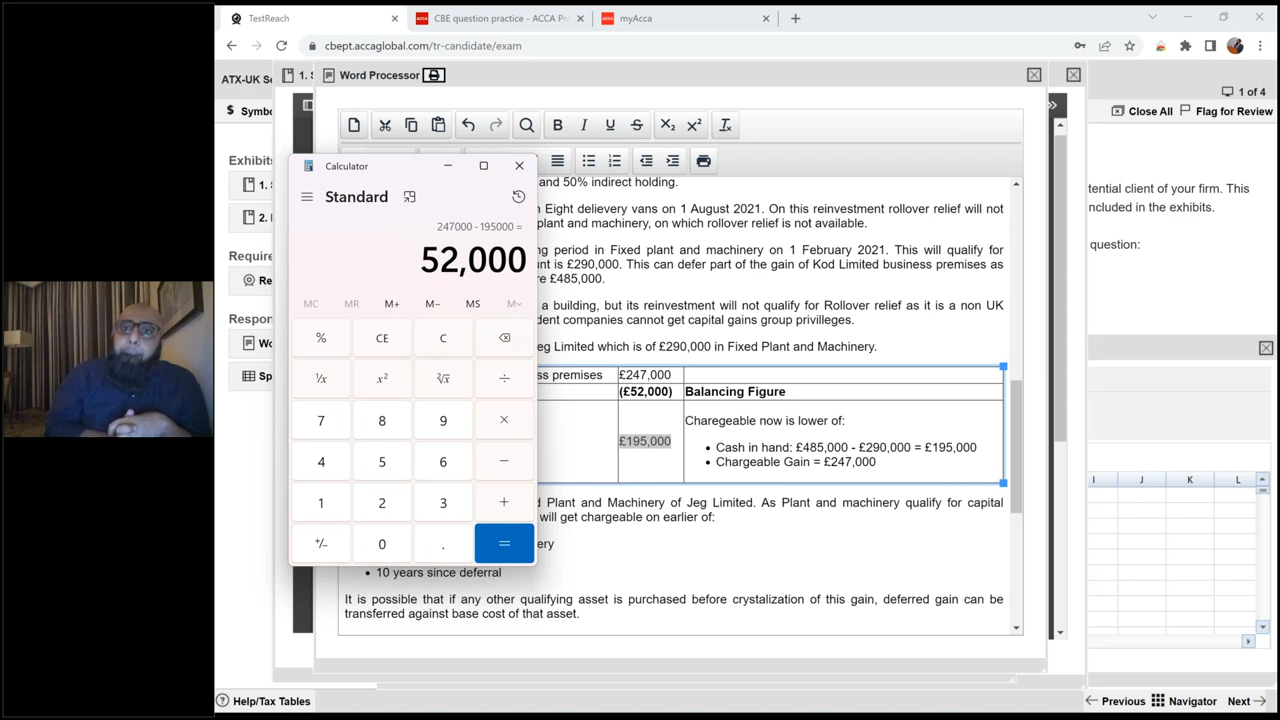 TestReach
CBE question practice - ACCA Pr
myAcca
cbept.accaglobal.com/tr-candidate/exam
ATX-UK Se
1. S
Word Processor
1 of 4
$ Symbo
Close All
Flag for Review
Exhibits
1. S
2.
Require
Re
Respon
Wo
Sp
tential client of your firm. This
ncluded in the exhibits.
question:
B I U S X₂ X² Tx
and 50% indirect holding.
n Eight delievery vans on 1 August 2021. On this reinvestment rollover relief will not
plant and machinery, on which rollover relief is not available.
ng period in Fixed plant and machinery on 1 February 2021. This will qualify for
nt is £290,000. This can defer part of the gain of Kod Limited business premises as
e £485,000.
a building, but its reinvestment will not qualify for Rollover relief as it is a non UK
dent companies cannot get capital gains group privilleges.
eg Limited which is of £290,000 in Fixed Plant and Machinery.
ss premises £247,000
(£52,000) Balancing Figure
£195,000
Charegeable now is lower of:
• Cash in hand: £485,000 - £290,000 = £195,000
• Chargeable Gain = £247,000
d Plant and Machinery of Jeg Limited. As Plant and machinery qualify for capital
will get chargeable on earlier of:
ery
• 10 years since deferral
It is possible that if any other qualifying asset is purchased before crystalization of this gain, deferred gain can be
transferred against base cost of that asset.
Calculator
Standard
247000 - 195000 =
52,000
MC MR M+ M− MS M˅
% CE C
¹/x x² ²√x ÷
7 8 9 ×
4 5 6 −
1 2 3 +
+/− 0 . =
I J K L
Help/Tax Tables
Previous
Navigator
Next